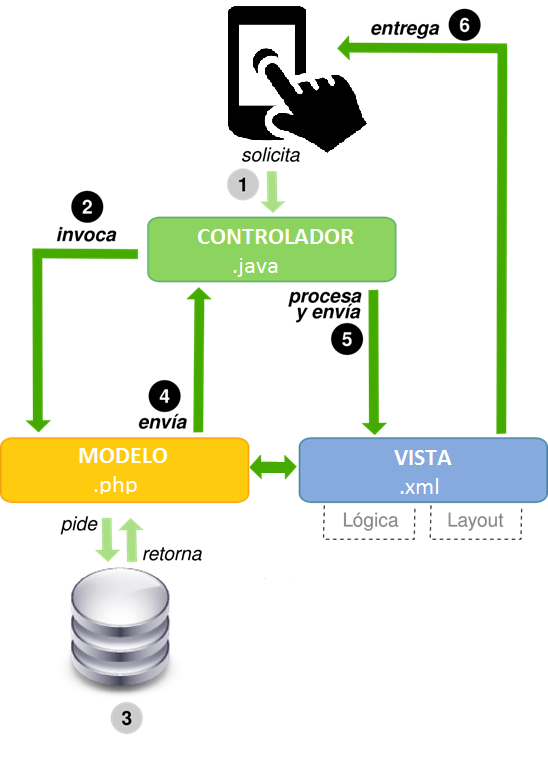 entrega 6
solicita
1
2
invoca
CONTROLADOR
.java
procesa
y envía
5
4
envía
MODELO
.php
VISTA
.xml
Lógica
Layout
pide
retorna
3